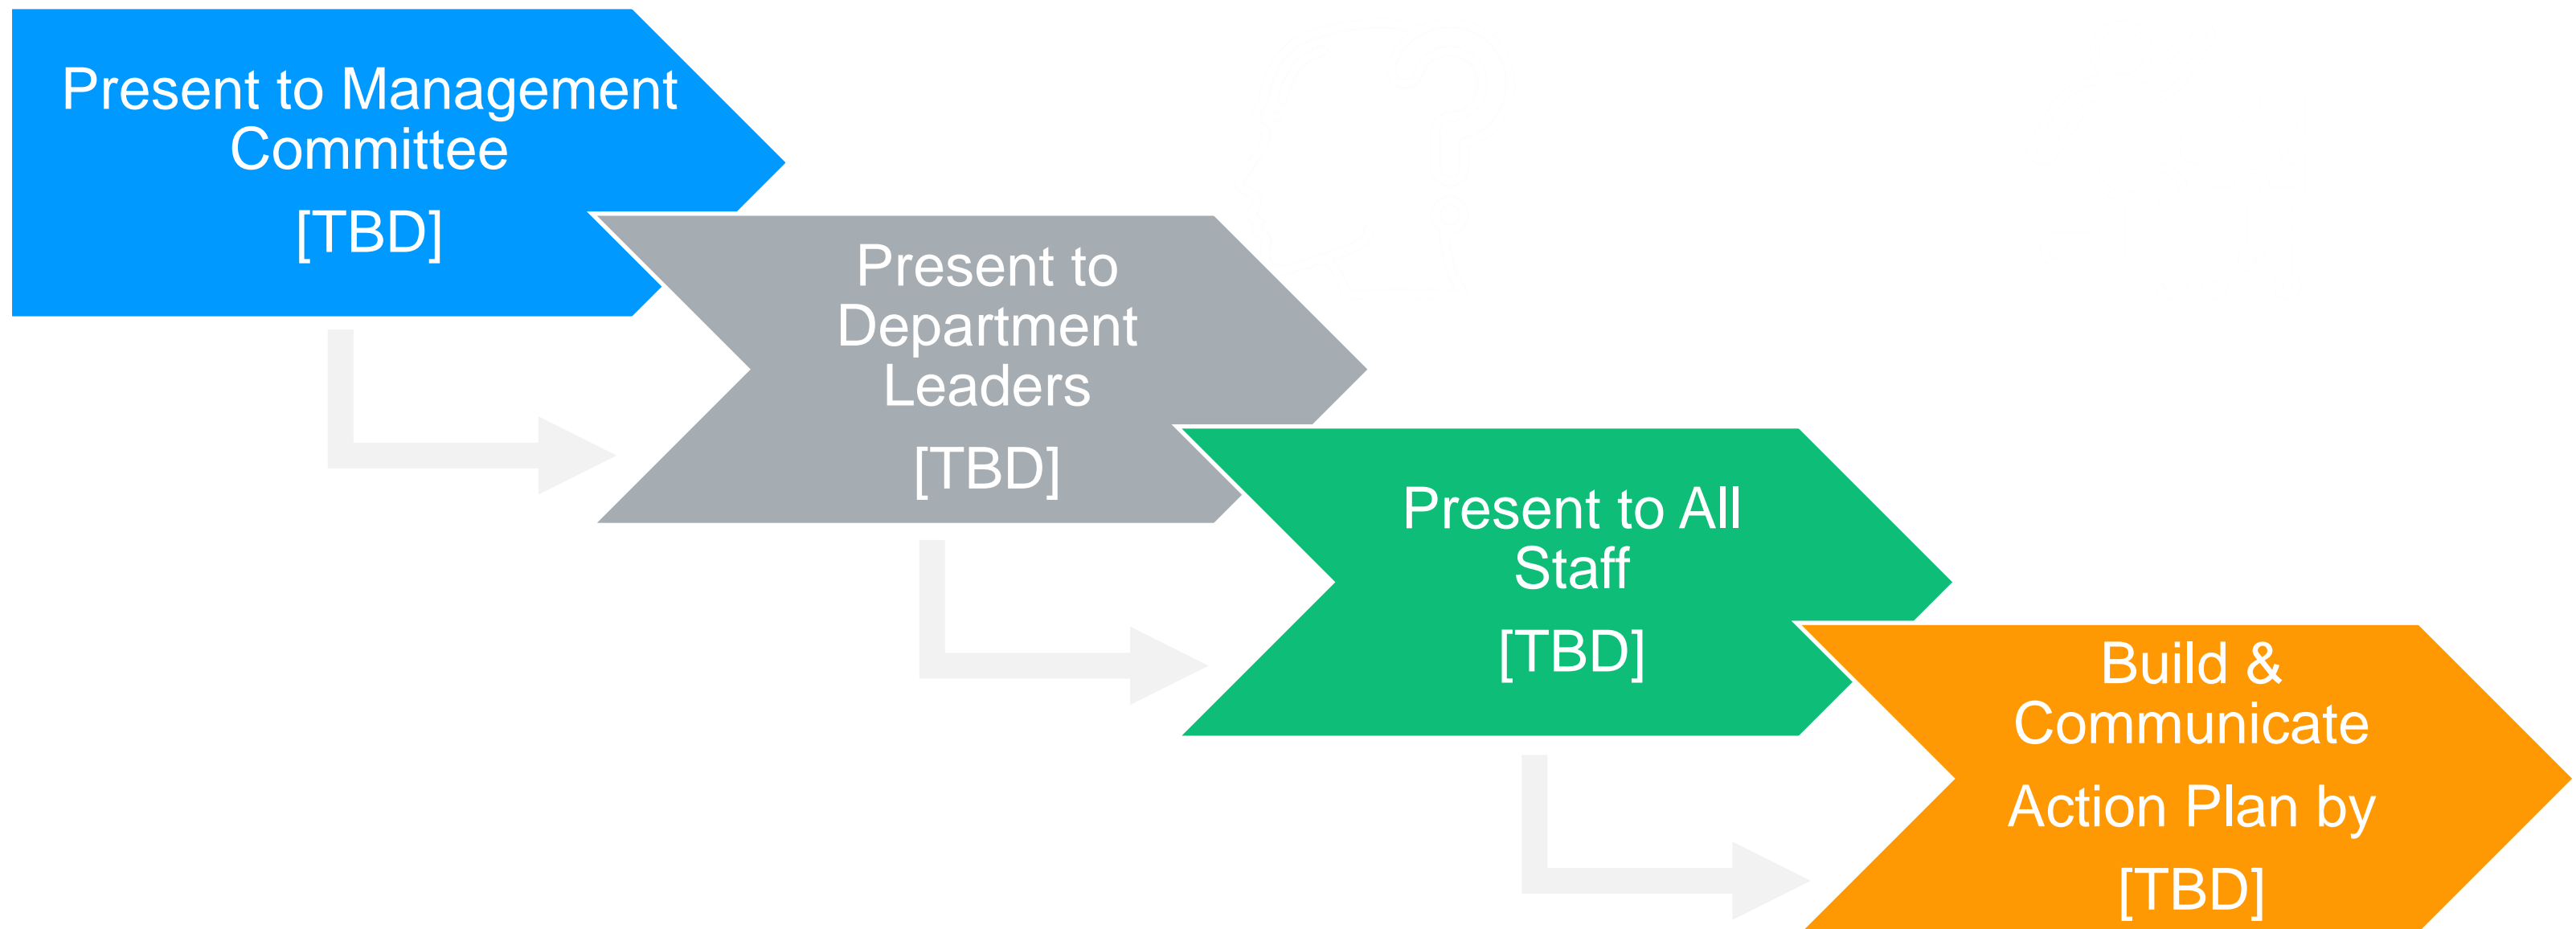 Present to Management
Committee
[TBD]
Present to
Department
Leaders
[TBD]
Present to All
Staff
[TBD]
Build &
Communicate
Action Plan by
[TBD]